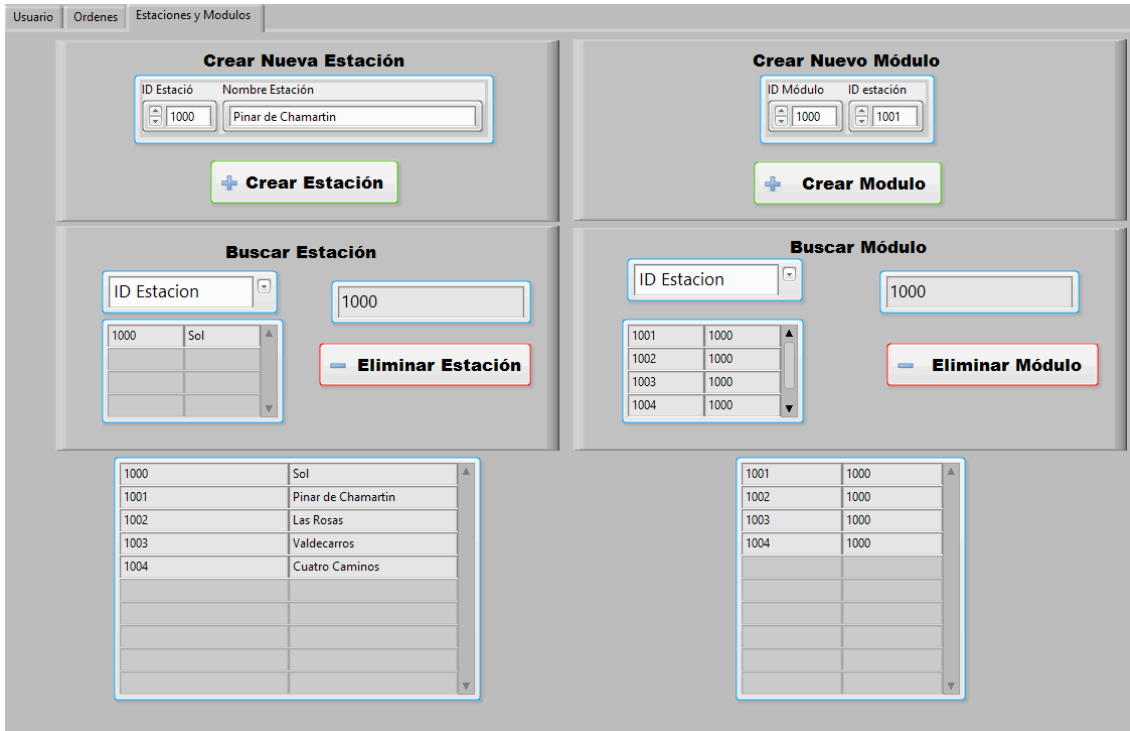 Usuario Ordenes Estaciones y Modulos
Crear Nueva Estación
ID Estació Nombre Estación
1000 Pinar de Chamartin
Crear Estación
Crear Nuevo Módulo
ID Módulo ID estación
1000 1001
Crear Modulo
Buscar Estación
ID Estacion 1000
1000 Sol
Eliminar Estación
Buscar Módulo
ID Estacion 1000
1001 1000
1002 1000
1003 1000
1004 1000
Eliminar Módulo
1000 Sol
1001 Pinar de Chamartin
1002 Las Rosas
1003 Valdecarros
1004 Cuatro Caminos
1001 1000
1002 1000
1003 1000
1004 1000